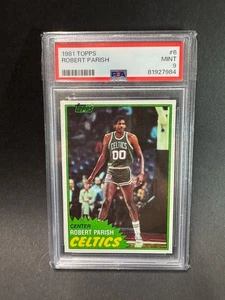 1981 TOPPS #6
ROBERT PARISH MINT
9
PSA 81927984
Topps
CELTICS
00
CENTER
ROBERT PARISH
CELTICS